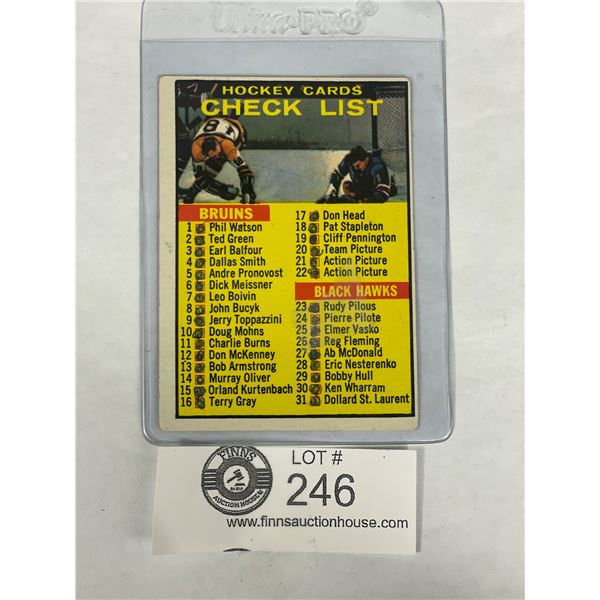 Ultra-PRO®
HOCKEY CARDS
CHECK LIST
8
BRUINS
1 Phil Watson
2 Ted Green
3 Earl Balfour
4 Dallas Smith
5 Andre Pronovost
6 Dick Meissner
7 Leo Boivin
8 John Bucyk
9 Jerry Toppazzini
10 Doug Mohns
11 Charlie Burns
12 Don McKenney
13 Bob Armstrong
14 Murray Oliver
15 Orland Kurtenbach
16 Terry Gray
17 Don Head
18 Pat Stapleton
19 Cliff Pennington
20 Team Picture
21 Action Picture
22 Action Picture
BLACK HAWKS
23 Rudy Pilous
24 Pierre Pilote
25 Elmer Vasko
26 Reg Fleming
27 Ab McDonald
28 Eric Nesterenko
29 Bobby Hull
30 Ken Wharram
31 Dollard St. Laurent
FINNS
AUCTION HOUSE
LOT #
246
www.finnsauctionhouse.com